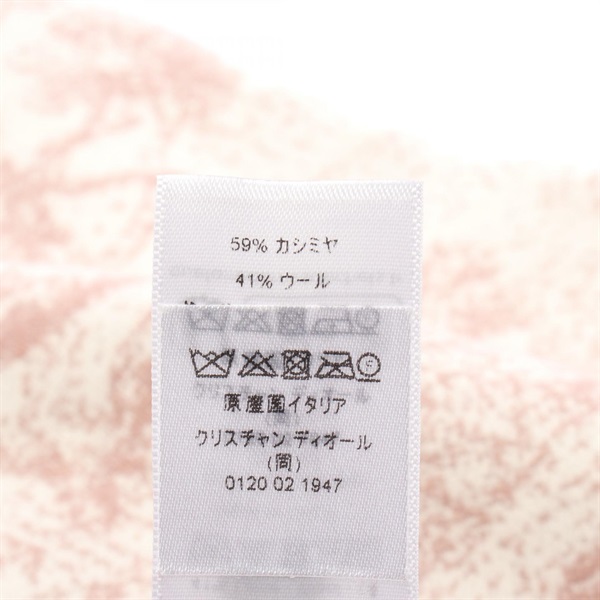 59% カシミヤ
41% ウール
原産国イタリア
クリスチャン ディオール
(問)
0120 02 1947